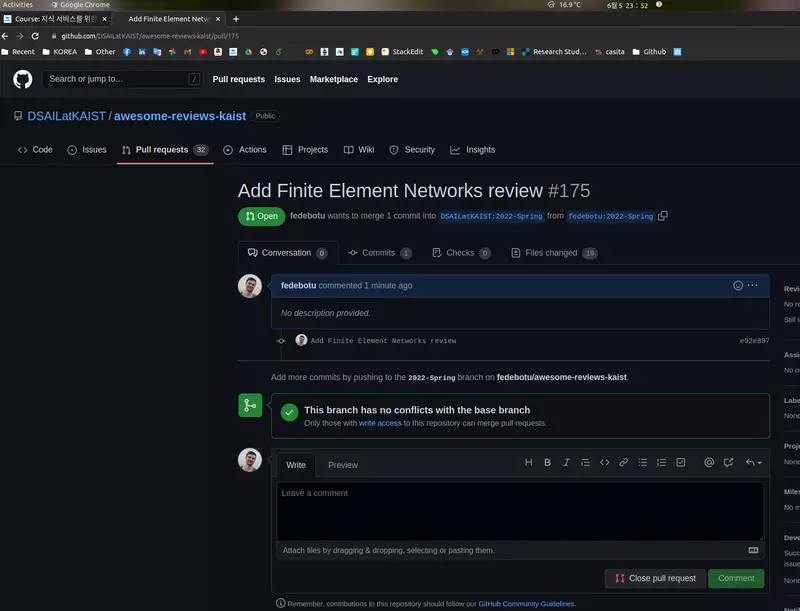 Activities
Google Chrome
16.9 °C
6월 5 23 : 52
Course: 지식 서비스를 위한
Add Finite Element Netw
github.com/DSAILatKAIST/awesome-reviews-kaist/pull/175
Recent
KOREA
Other
StackEdit
Research Stud...
casita
Github
Search or jump to…
/
Pull requests
Issues
Marketplace
Explore
DSAILatKAIST / awesome-reviews-kaist
Public
Code
Issues
Pull requests 32
Actions
Projects
Wiki
Security
Insights
Add Finite Element Networks review #175
Open
fedebotu wants to merge 1 commit into DSAILatKAIST:2022-Spring from fedebotu:2022-Spring
Conversation 0
Commits 1
Checks 0
Files changed 19
fedebotu commented 1 minute ago
No description provided.
Add Finite Element Networks review
e92e897
Add more commits by pushing to the 2022-Spring branch on fedebotu/awesome-reviews-kaist.
This branch has no conflicts with the base branch
Only those with write access to this repository can merge pull requests.
Write
Preview
Leave a comment
Attach files by dragging & dropping, selecting or pasting them.
Close pull request
Comment
Remember, contributions to this repository should follow our GitHub Community Guidelines.
Revi
No re
Still i
Assi
No o
Labe
None
Proje
None
Miles
No m
Deve
Succ
issue
None